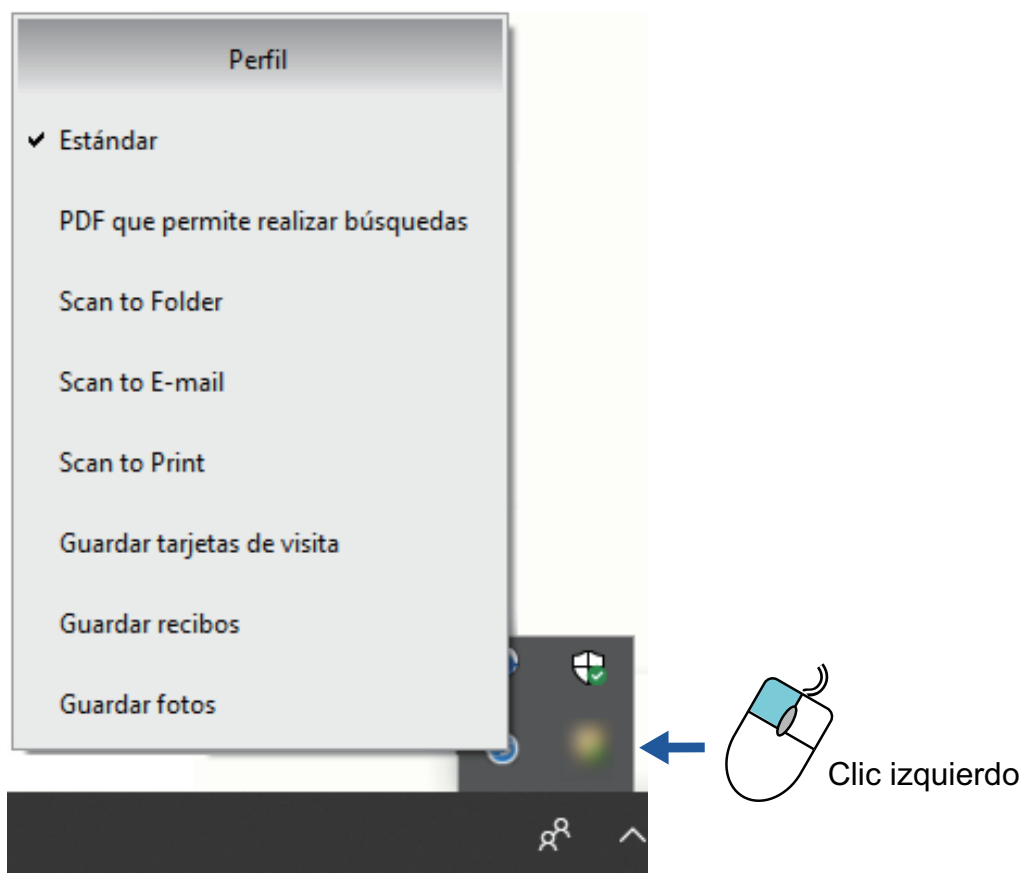 Perfil
Estándar
PDF que permite realizar búsquedas
Scan to Folder
Scan to E-mail
Scan to Print
Guardar tarjetas de visita
Guardar recibos
Guardar fotos
Clic izquierdo